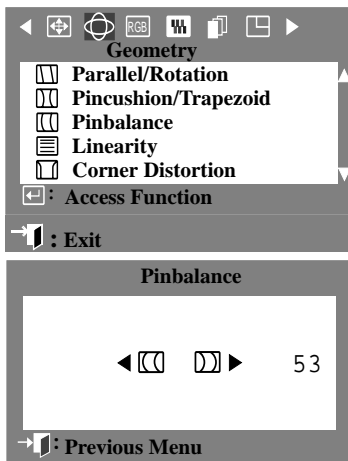 RGB
Geometry
Parallel/Rotation
Pincushion/Trapezoid
Pinbalance
Linearity
Corner Distortion
: Access Function
: Exit
Pinbalance
53
: Previous Menu